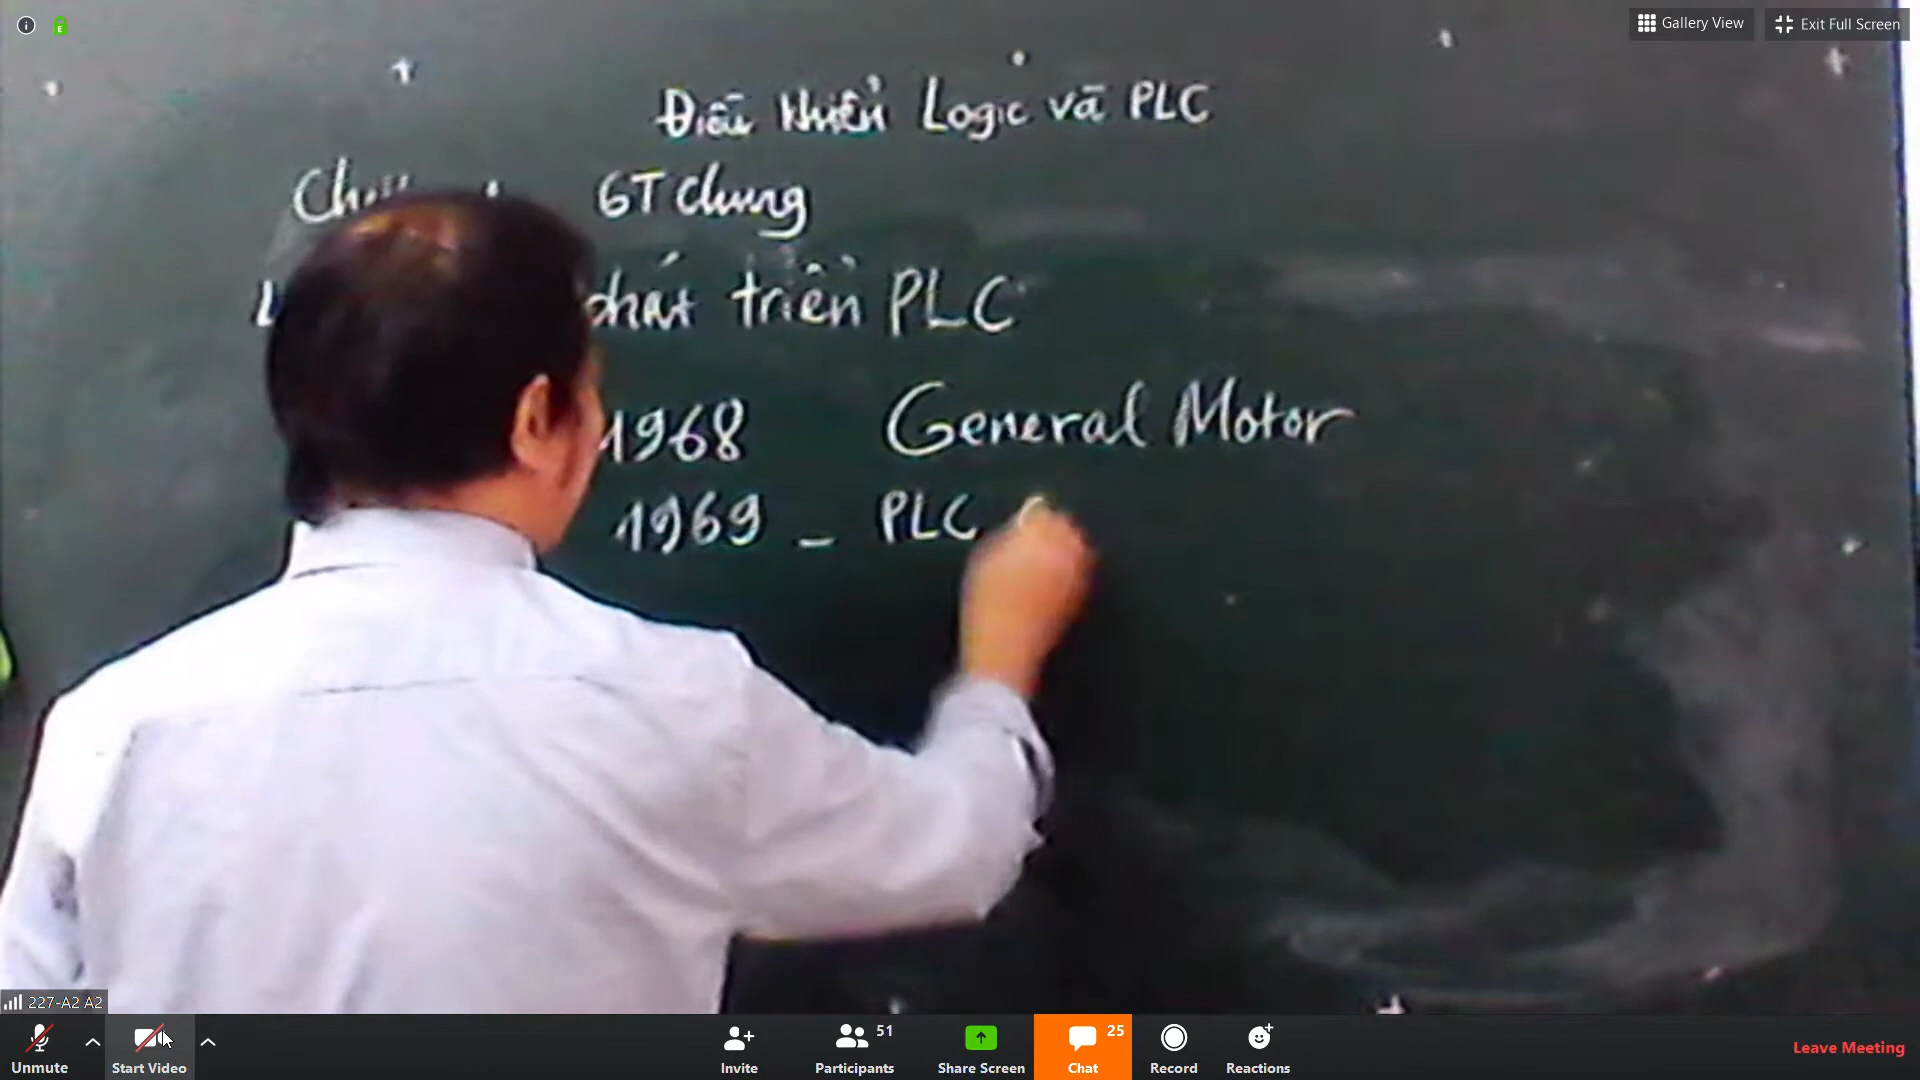 Gallery View
Exit Full Screen
Điều khiển Logic và PLC
GT chung
phát triển PLC
1968 General Motor
1969 - PLC
227-A2 A2
Unmute
Start Video
Invite
Participants 51
Share Screen
Chat 25
Record
Reactions
Leave Meeting